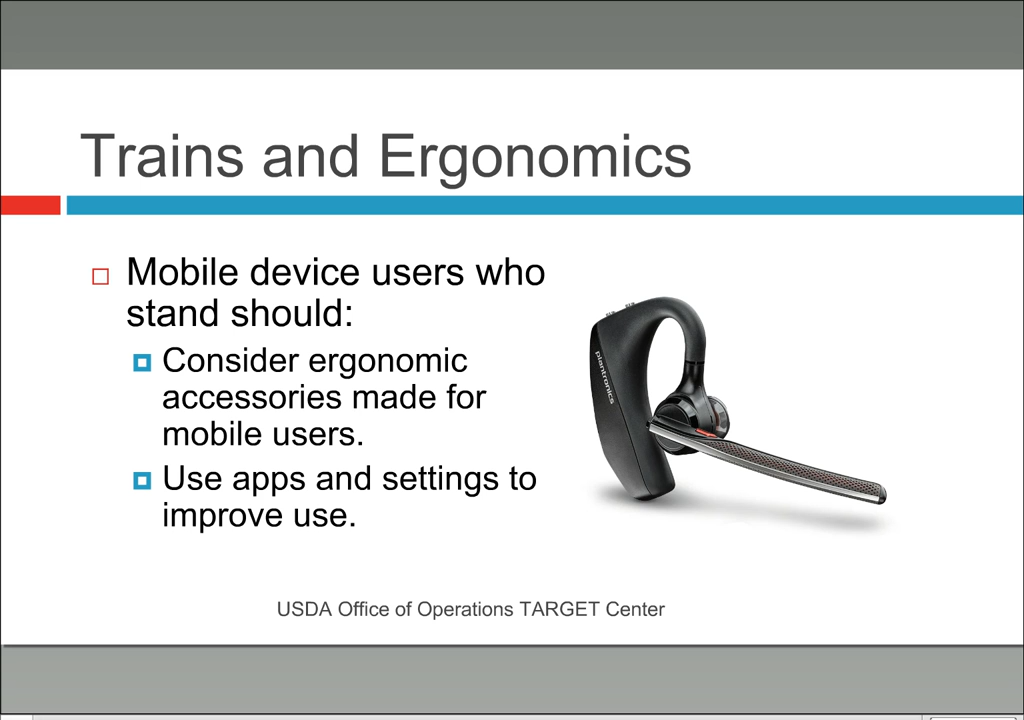 Trains and Ergonomics
Mobile device users who
stand should:
Consider ergonomic
accessories made for
mobile users.
Use apps and settings to
improve use.
plantronics
USDA Office of Operations TARGET Center